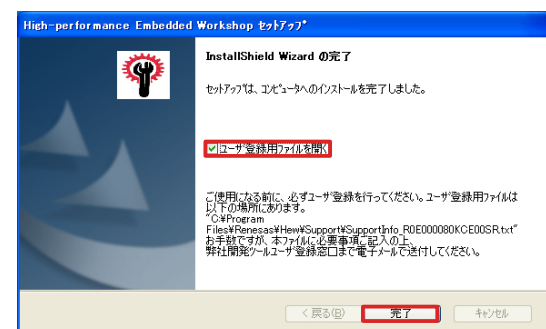 High-performance Embedded Workshop ｾｯﾄｱｯﾌﾟ
InstallShield Wizard の完了
ｾｯﾄｱｯﾌﾟは、ｺﾝﾋﾟｭｰﾀへのｲﾝｽﾄｰﾙを完了しました。
ユーザ登録用ファイルを開く
ご使用になる前に、必ずユーザ登録を行ってください。ユーザ登録用ファイルは
以下の場所にあります。
"C:¥Program
Files¥Renesas¥Hew¥Support¥SupportInfo_R0E000080KCE00SR.txt"
お手数ですが、本ファイルに必要事項ご記入の上、
弊社開発ツールユーザ登録窓口まで電子メールで送付してください。
< 戻る(B)
完了
ｷｬﾝｾﾙ